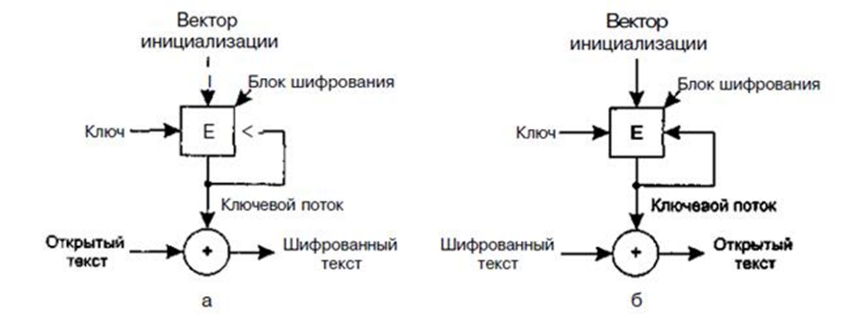 Вектор
инициализации
Блок шифрования
Ключ
E
Ключевой поток
Открытый
текст
+
Шифрованный
текст
а
Вектор
инициализации
Блок шифрования
Ключ
E
Ключевой поток
Шифрованный
текст
+
Открытый
текст
б